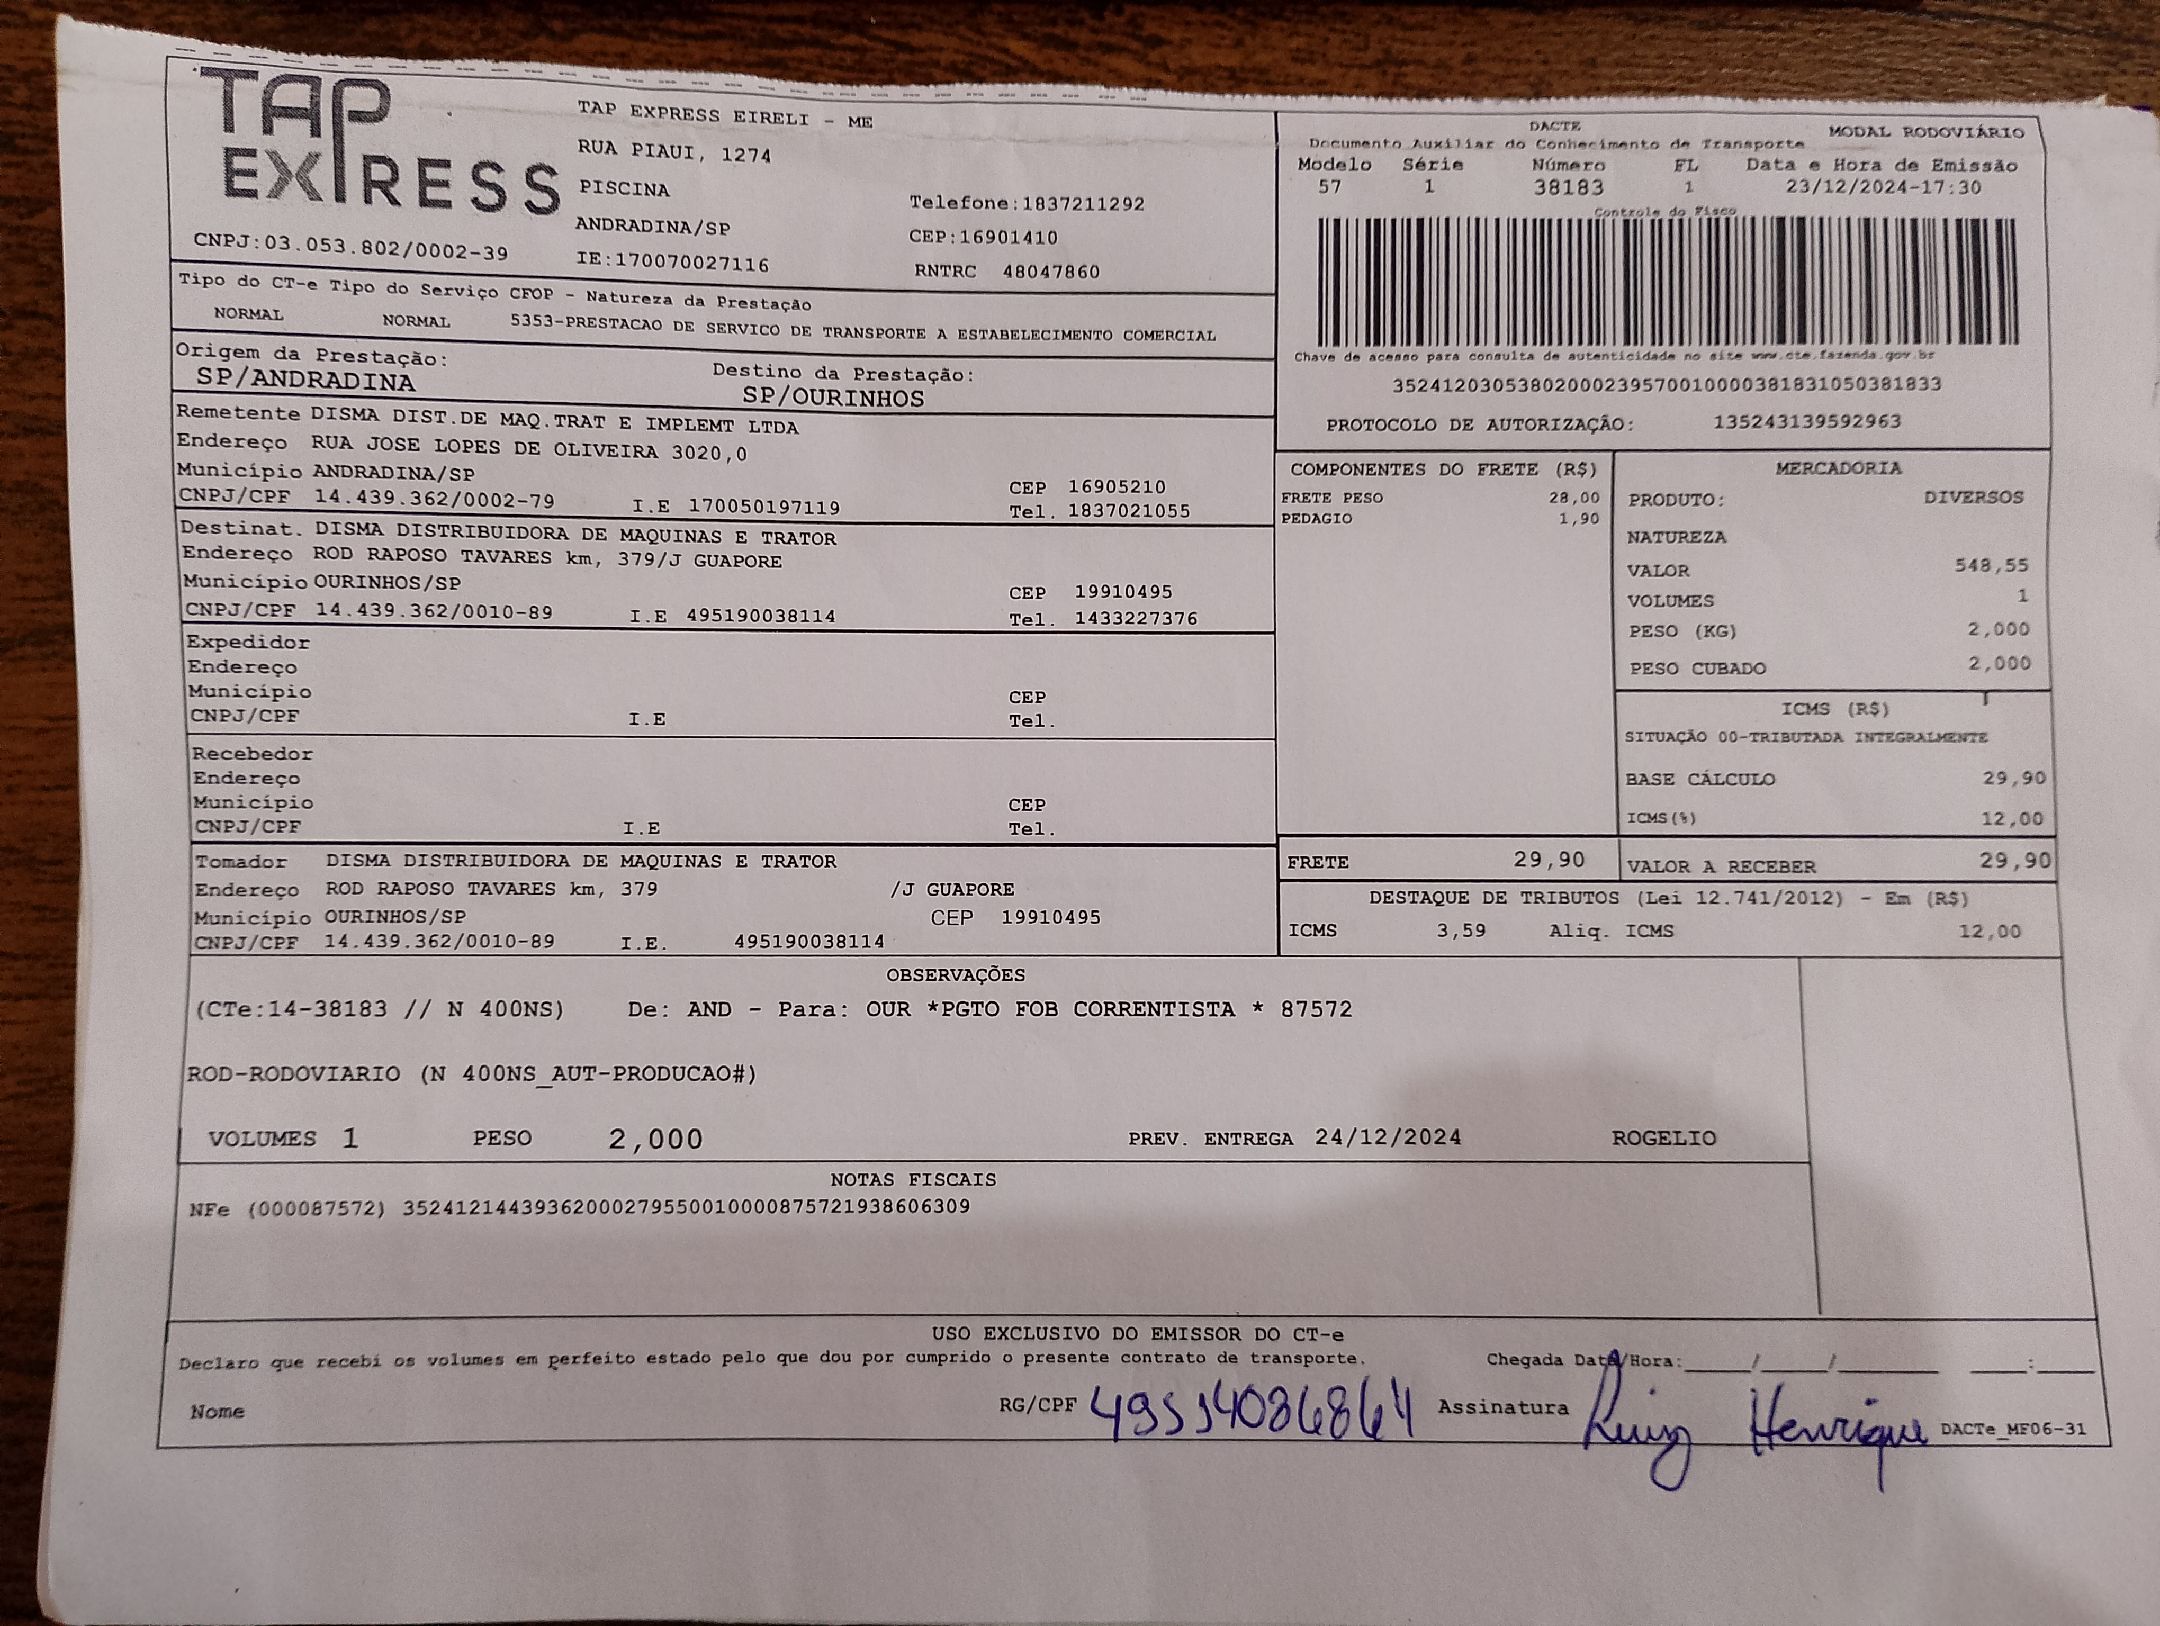 TAP EXPRESS
TAP EXPRESS EIRELI - ME
RUA PIAUI, 1274
PISCINA
Telefone:1837211292
ANDRADINA/SP
CEP:16901410
CNPJ:03.053.802/0002-39
IE:170070027116
RNTRC 48047860
DACTE
MODAL RODOVIÁRIO
Documento Auxiliar do Conhecimento de Transporte
Modelo Série Número FL Data e Hora de Emissão
57 1 38183 1 23/12/2024-17:30
Controle do Fisco
Chave de acesso para consulta de autenticidade no site www.cte.fazenda.gov.br
35241203053802000239570010000381831050381833
PROTOCOLO DE AUTORIZAÇÃO: 135243139592963
Tipo do CT-e Tipo do Serviço CFOP - Natureza da Prestação
NORMAL NORMAL 5353-PRESTACAO DE SERVICO DE TRANSPORTE A ESTABELECIMENTO COMERCIAL
Origem da Prestação: Destino da Prestação:
SP/ANDRADINA SP/OURINHOS
Remetente DISMA DIST.DE MAQ.TRAT E IMPLEMT LTDA
Endereço RUA JOSE LOPES DE OLIVEIRA 3020,0
Município ANDRADINA/SP CEP 16905210
CNPJ/CPF 14.439.362/0002-79 I.E 170050197119 Tel. 1837021055
Destinat. DISMA DISTRIBUIDORA DE MAQUINAS E TRATOR
Endereço ROD RAPOSO TAVARES km, 379/J GUAPORE
Município OURINHOS/SP CEP 19910495
CNPJ/CPF 14.439.362/0010-89 I.E 495190038114 Tel. 1433227376
Expedidor
Endereço
Município CEP
CNPJ/CPF I.E Tel.
Recebedor
Endereço
Município CEP
CNPJ/CPF I.E Tel.
Tomador DISMA DISTRIBUIDORA DE MAQUINAS E TRATOR
Endereço ROD RAPOSO TAVARES km, 379 /J GUAPORE
Município OURINHOS/SP CEP 19910495
CNPJ/CPF 14.439.362/0010-89 I.E. 495190038114
COMPONENTES DO FRETE (R$)
FRETE PESO 28,00
PEDAGIO 1,90
MERCADORIA
PRODUTO: DIVERSOS
NATUREZA
VALOR 548,55
VOLUMES 1
PESO (KG) 2,000
PESO CUBADO 2,000
ICMS (R$)
SITUAÇÃO 00-TRIBUTADA INTEGRALMENTE
BASE CÁLCULO 29,90
ICMS(%) 12,00
FRETE 29,90 VALOR A RECEBER 29,90
DESTAQUE DE TRIBUTOS (Lei 12.741/2012) - Em (R$)
ICMS 3,59 Aliq. ICMS 12,00
OBSERVAÇÕES
(CTe:14-38183 // N 400NS) De: AND - Para: OUR *PGTO FOB CORRENTISTA * 87572
ROD-RODOVIARIO (N 400NS_AUT-PRODUCAO#)
VOLUMES 1 PESO 2,000 PREV. ENTREGA 24/12/2024 ROGELIO
NOTAS FISCAIS
NFe (000087572) 35241214439362000279550010000875721938606309
USO EXCLUSIVO DO EMISSOR DO CT-e
Declaro que recebi os volumes em perfeito estado pelo que dou por cumprido o presente contrato de transporte. Chegada Data/Hora:____/____/______ ___:___
Nome RG/CPF 49514086864 Assinatura Luiz Henrique DACTe_MF06-31